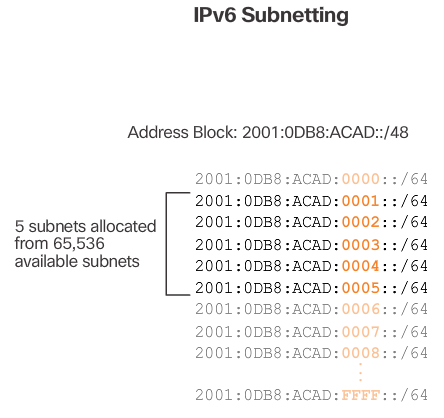 IPv6 Subnetting
Address Block: 2001:0DB8:ACAD::/48
2001:0DB8:ACAD:0000::/64
2001:0DB8:ACAD:0001::/64
2001:0DB8:ACAD:0002::/64
2001:0DB8:ACAD:0003::/64
2001:0DB8:ACAD:0004::/64
2001:0DB8:ACAD:0005::/64
2001:0DB8:ACAD:0006::/64
2001:0DB8:ACAD:0007::/64
2001:0DB8:ACAD:0008::/64
2001:0DB8:ACAD:FFFF::/64
5 subnets allocated
from 65,536
available subnets